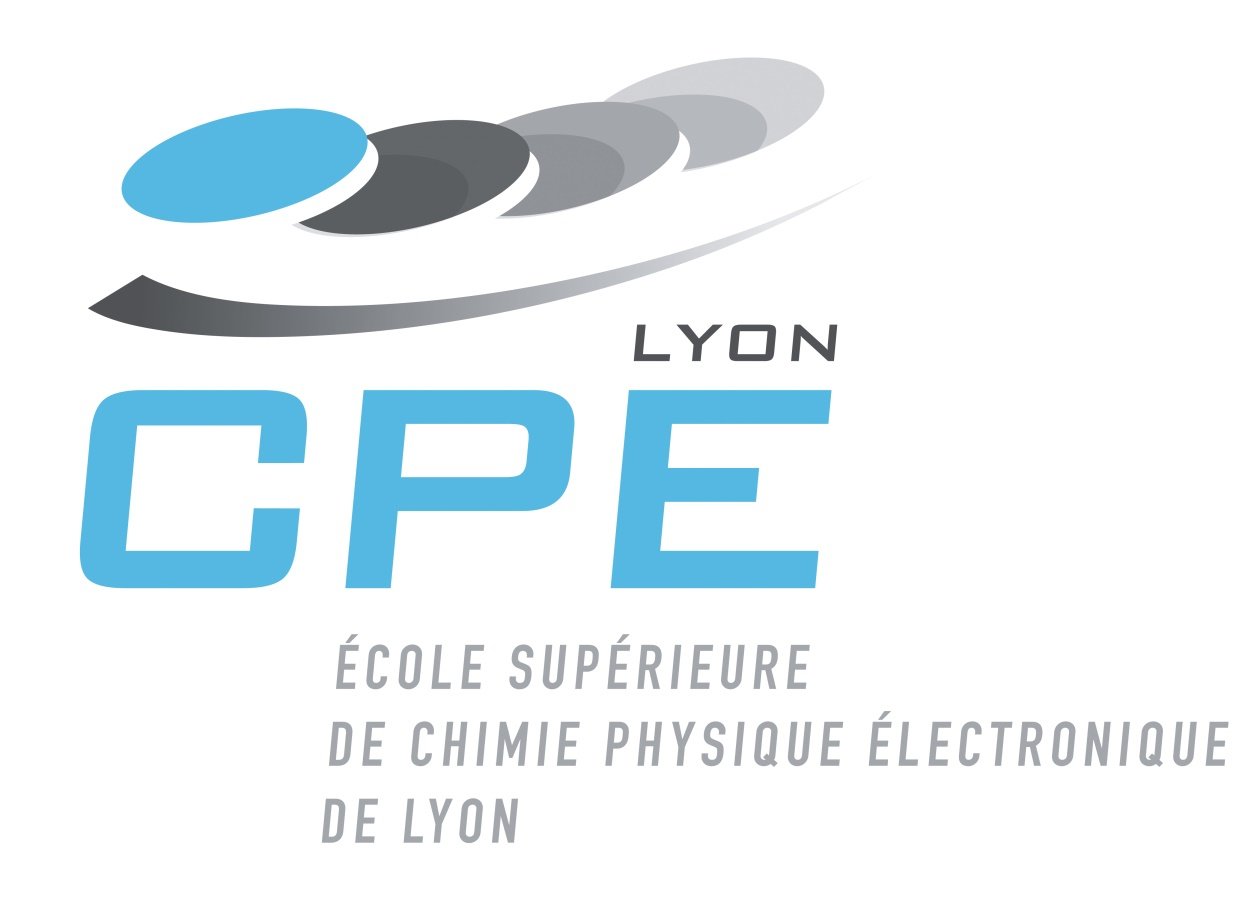 LYON
CPE
ÉCOLE SUPÉRIEURE
DE CHIMIE PHYSIQUE ÉLECTRONIQUE
DE LYON